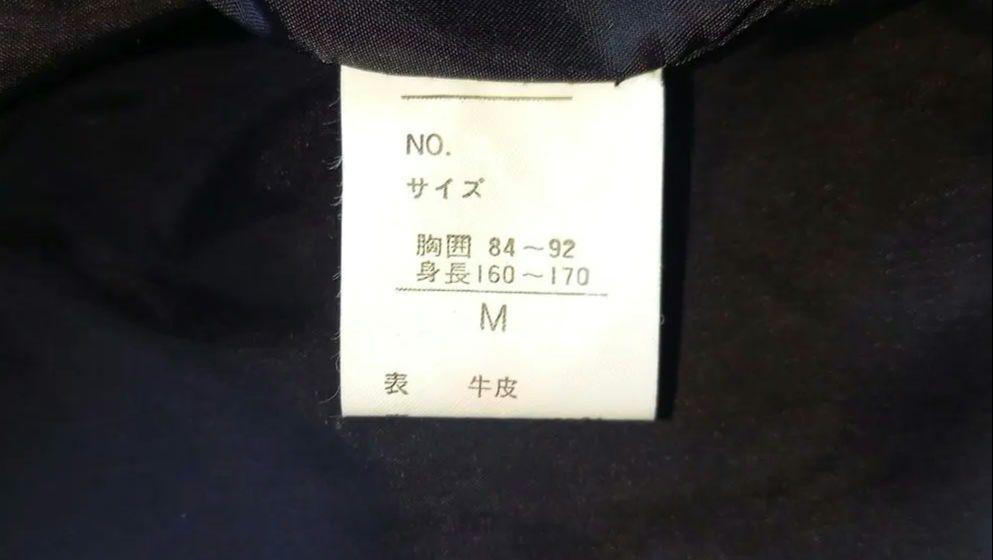 NO.
サイズ
胸囲 84～92
身長160～170
M
表 牛皮